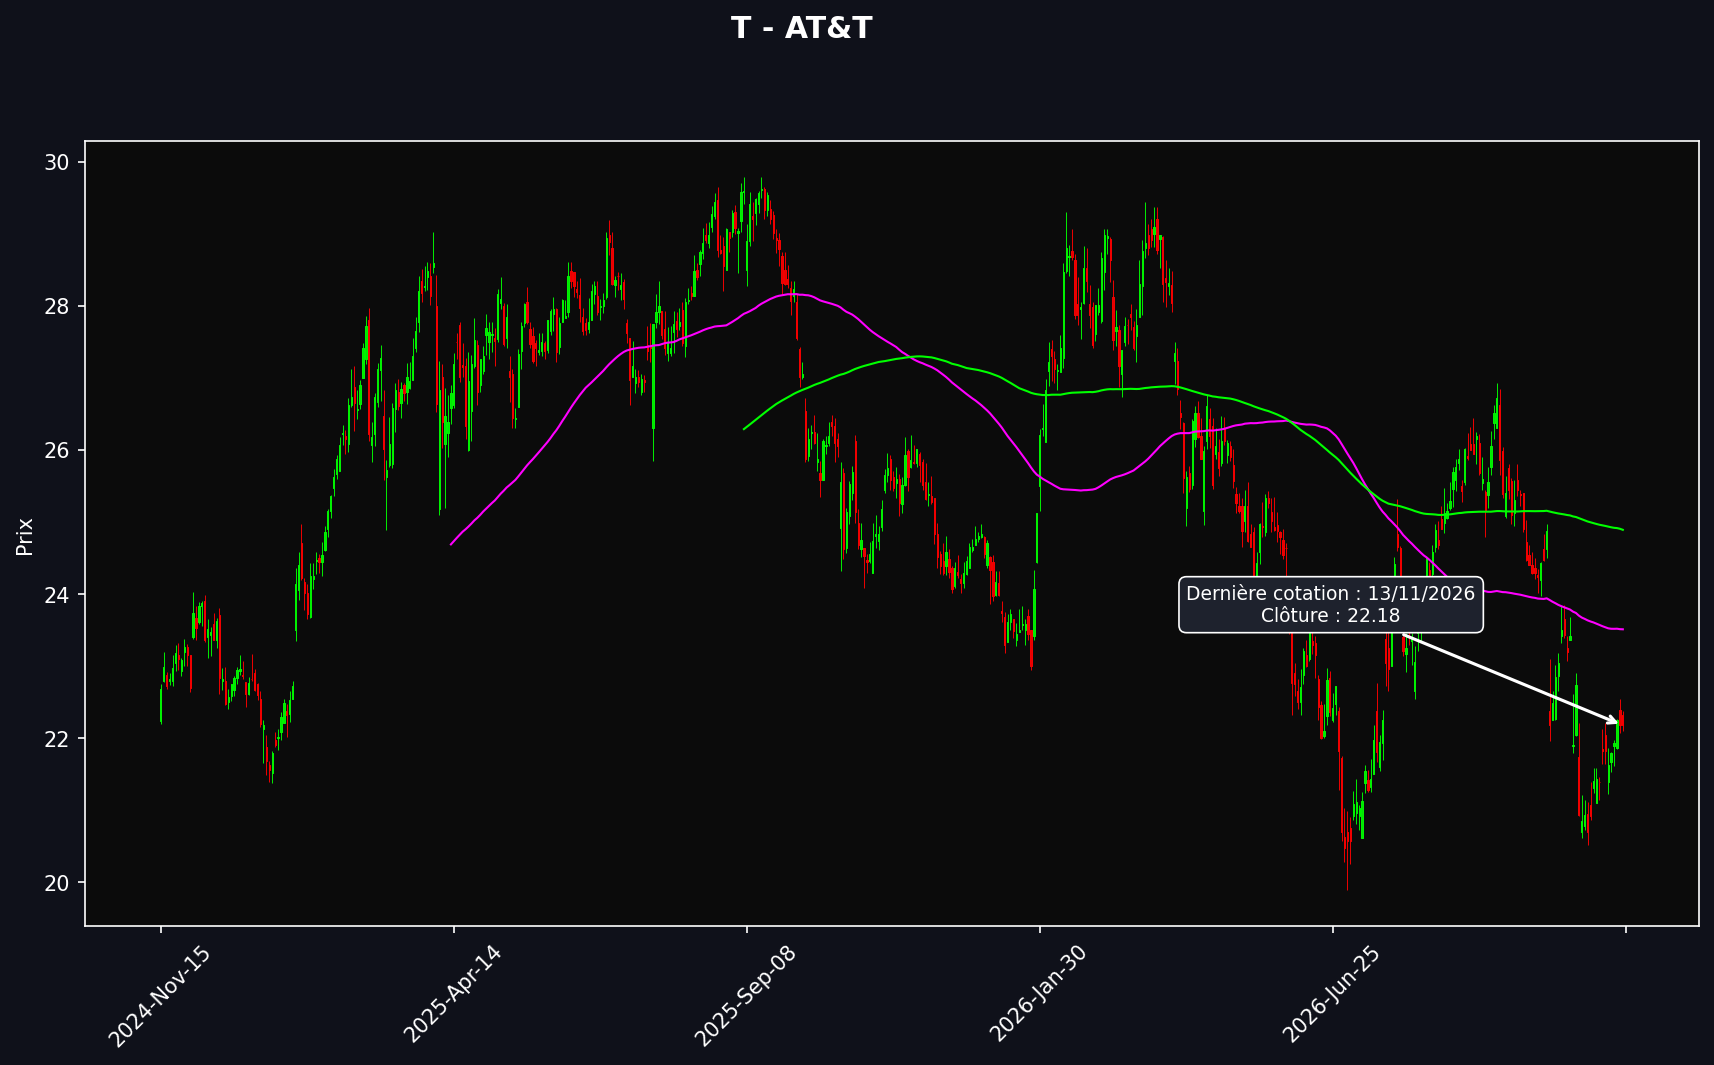 T - AT&T
Prix
30
28
26
24
22
20
Dernière cotation : 13/11/2026
Clôture : 22.18
2024-Nov-15
2025-Apr-14
2025-Sep-08
2026-Jan-30
2026-Jun-25